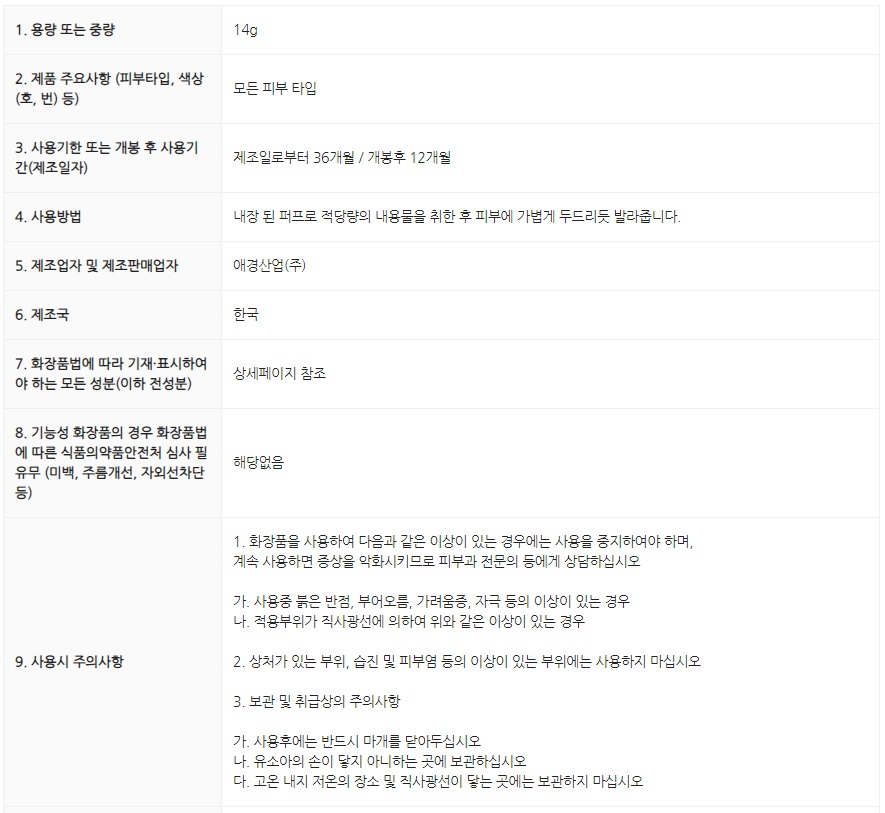 1. 용량 또는 중량
14g
2. 제품 주요사항 (피부타입, 색상
(호, 번) 등)
모든 피부 타입
3. 사용기한 또는 개봉 후 사용기
간(제조일자)
제조일로부터 36개월 / 개봉후 12개월
4. 사용방법
내장 된 퍼프로 적당량의 내용물을 취한 후 피부에 가볍게 두드리듯 발라줍니다.
5. 제조업자 및 제조판매업자
애경산업(주)
6. 제조국
한국
7. 화장품법에 따라 기재·표시하여
야 하는 모든 성분(이하 전성분)
상세페이지 참조
8. 기능성 화장품의 경우 화장품법
에 따른 식품의약품안전처 심사 필
유무 (미백, 주름개선, 자외선차단
등)
해당없음
9. 사용시 주의사항
1. 화장품을 사용하여 다음과 같은 이상이 있는 경우에는 사용을 중지하여야 하며,
계속 사용하면 증상을 악화시키므로 피부과 전문의 등에게 상담하십시오
가. 사용중 붉은 반점, 부어오름, 가려움증, 자극 등의 이상이 있는 경우
나. 적용부위가 직사광선에 의하여 위와 같은 이상이 있는 경우
2. 상처가 있는 부위, 습진 및 피부염 등의 이상이 있는 부위에는 사용하지 마십시오
3. 보관 및 취급상의 주의사항
가. 사용후에는 반드시 마개를 닫아두십시오
나. 유소아의 손이 닿지 아니하는 곳에 보관하십시오
다. 고온 내지 저온의 장소 및 직사광선이 닿는 곳에는 보관하지 마십시오